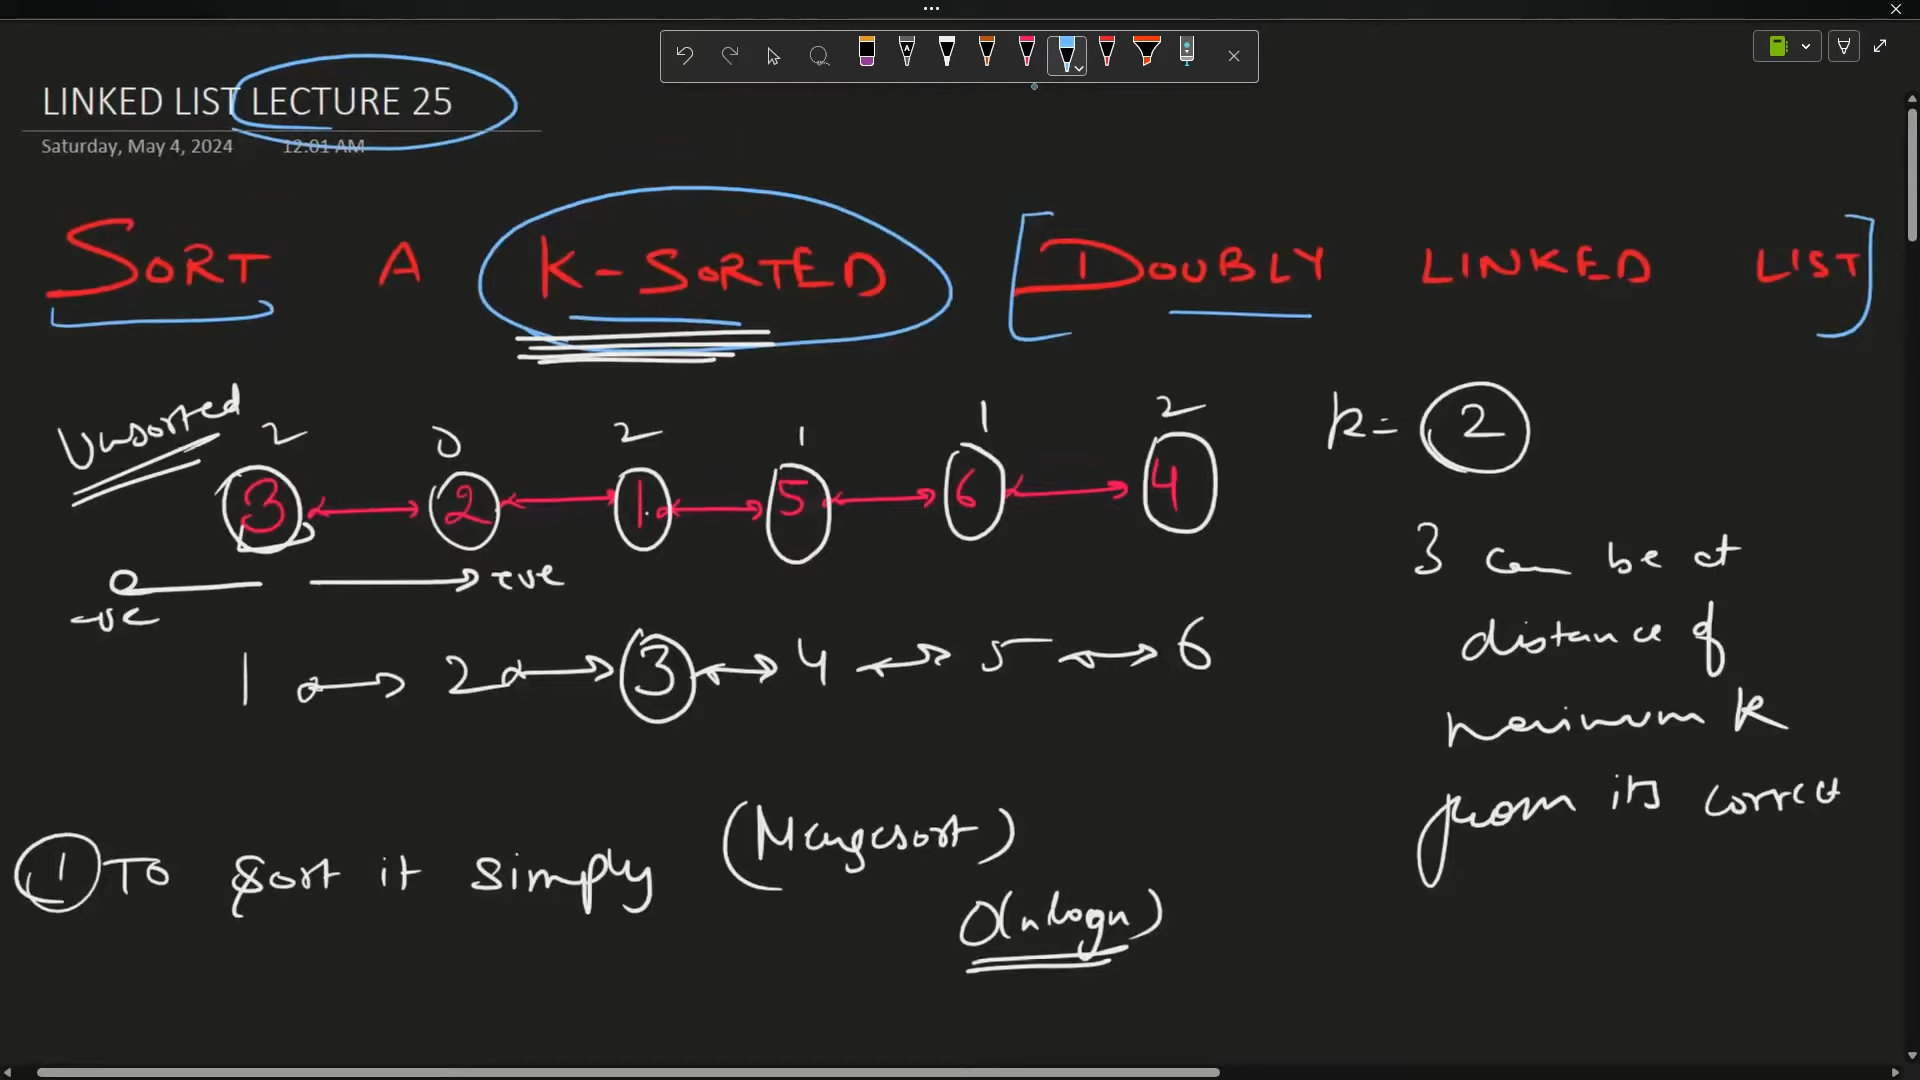 LINKED LIST LECTURE 25
Saturday, May 4, 2024 12:01 AM
SORT A K-SORTED [DOUBLY LINKED LIST]
Unsorted
2 0 2 1 1 2
k= 2
3 2 1 5 6 4
-ve +ve
3 can be at
distance of
maximum k
from its correct
1 2 3 4 5 6
1 To sort it simply (Mergesort)
O(nlogn)